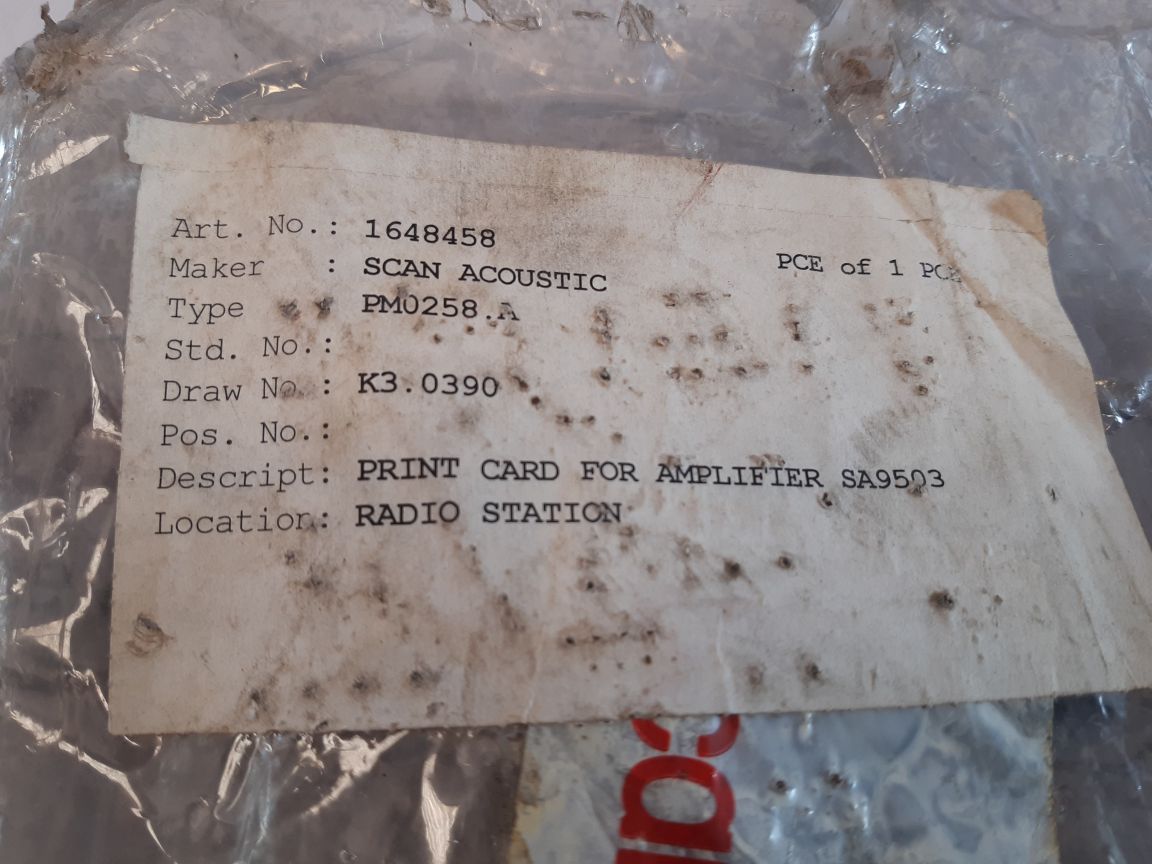 Art. No.: 1648458
PCE of 1 PCE
Maker : SCAN ACOUSTIC
Type : PM0258.A
Std. No.:
Draw No. : K3.0390
Pos. No.:
Descript: PRINT CARD FOR AMPLIFIER SA9503
Location: RADIO STATION